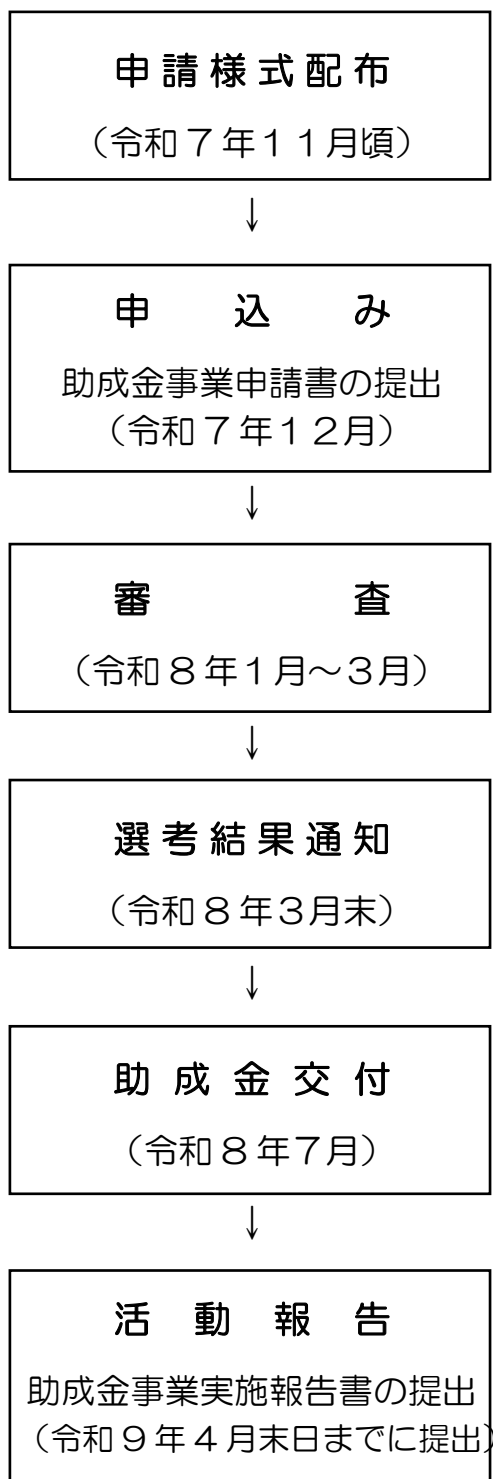 申請様式配布
（令和７年１１月頃）
↓
申込み
助成金事業申請書の提出
（令和７年１２月）
↓
審査
（令和８年１月～３月）
↓
選考結果通知
（令和８年３月末）
↓
助成金交付
（令和８年７月）
↓
活動報告
助成金事業実施報告書の提出
（令和９年４月末日までに提出）